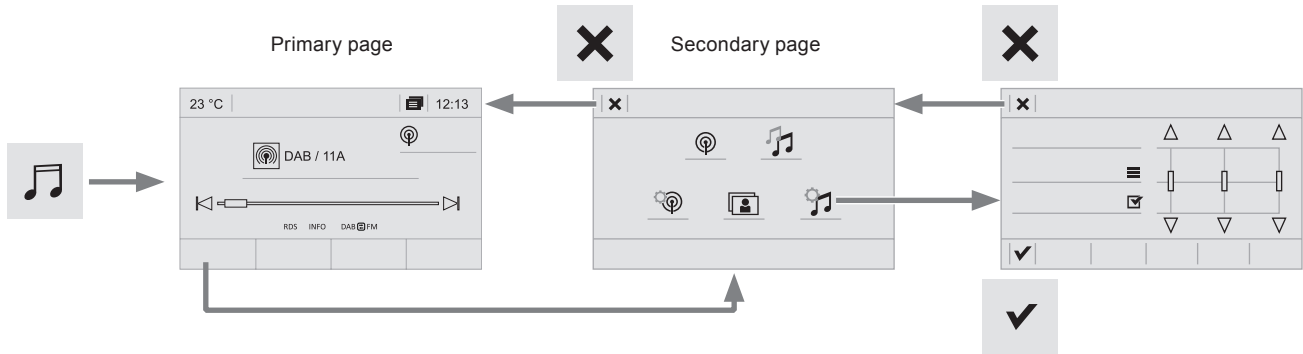 Primary page
Secondary page
23 °C
12:13
DAB / 11A
RDS INFO DAB FM